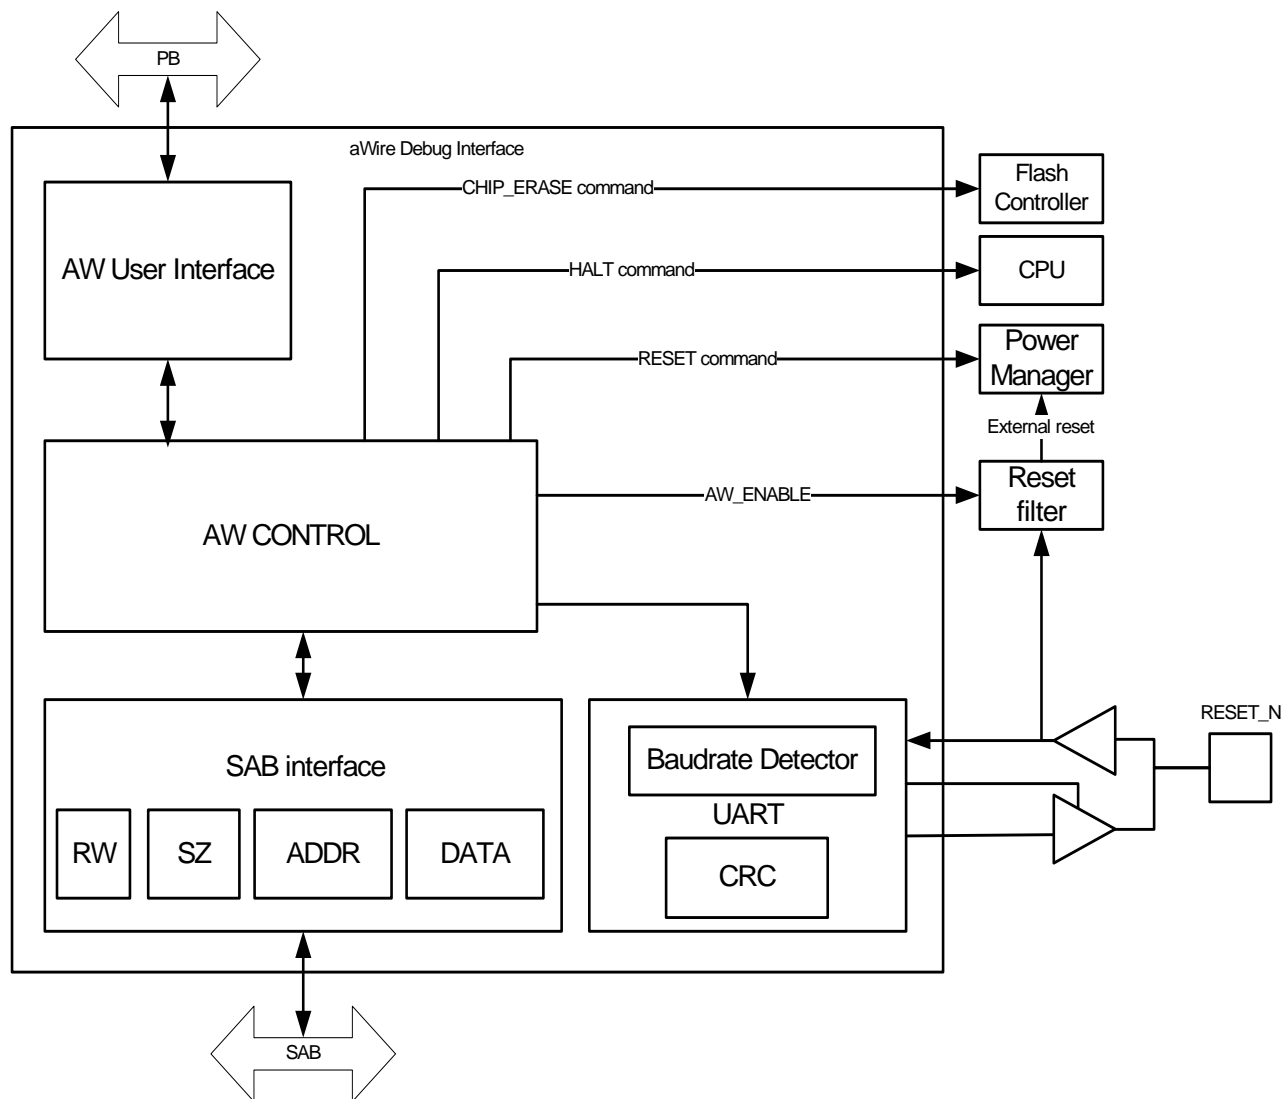 PB
aWire Debug Interface
CHIP_ERASE command
Flash
Controller
AW User Interface
HALT command
CPU
RESET command
Power
Manager
External reset
AW CONTROL
AW_ENABLE
Reset
filter
RESET_N
SAB interface
Baudrate Detector
UART
RW
SZ
ADDR
DATA
CRC
SAB